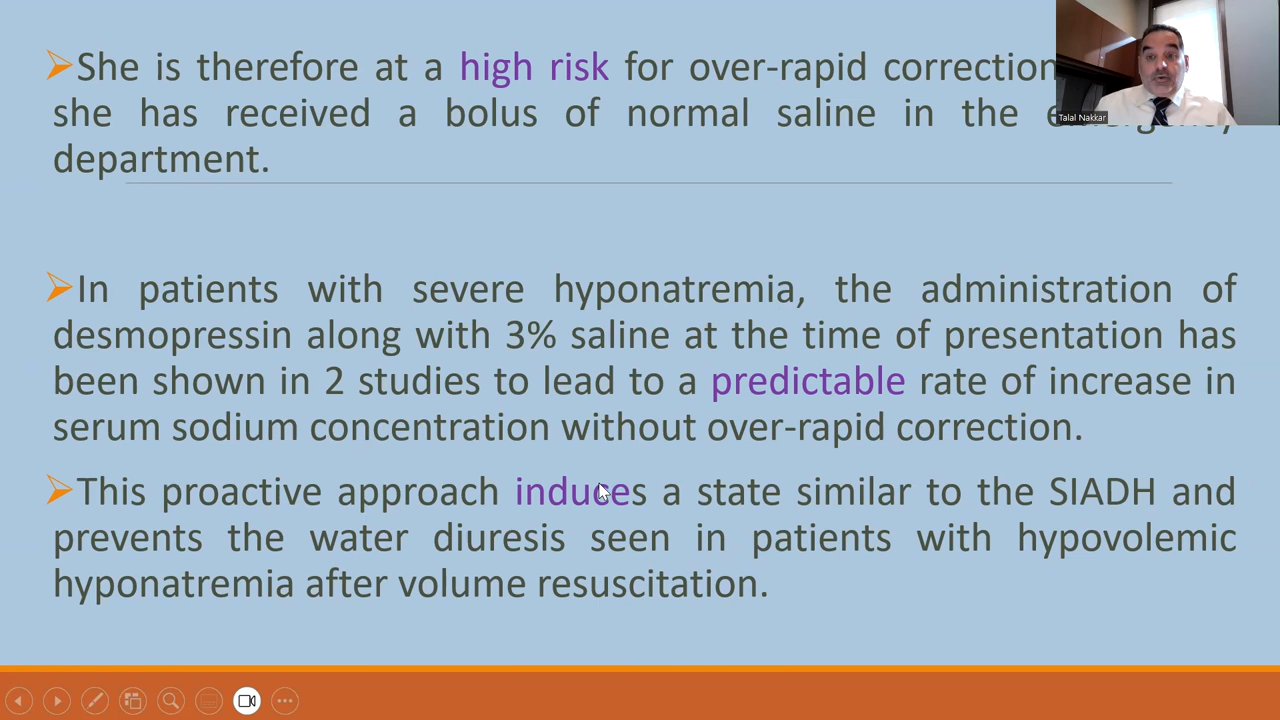 ➢She is therefore at a high risk for over-rapid correction
she has received a bolus of normal saline in the emergency
department.
➢In patients with severe hyponatremia, the administration of
desmopressin along with 3% saline at the time of presentation has
been shown in 2 studies to lead to a predictable rate of increase in
serum sodium concentration without over-rapid correction.
➢This proactive approach induces a state similar to the SIADH and
prevents the water diuresis seen in patients with hypovolemic
hyponatremia after volume resuscitation.
Talal Nakkar